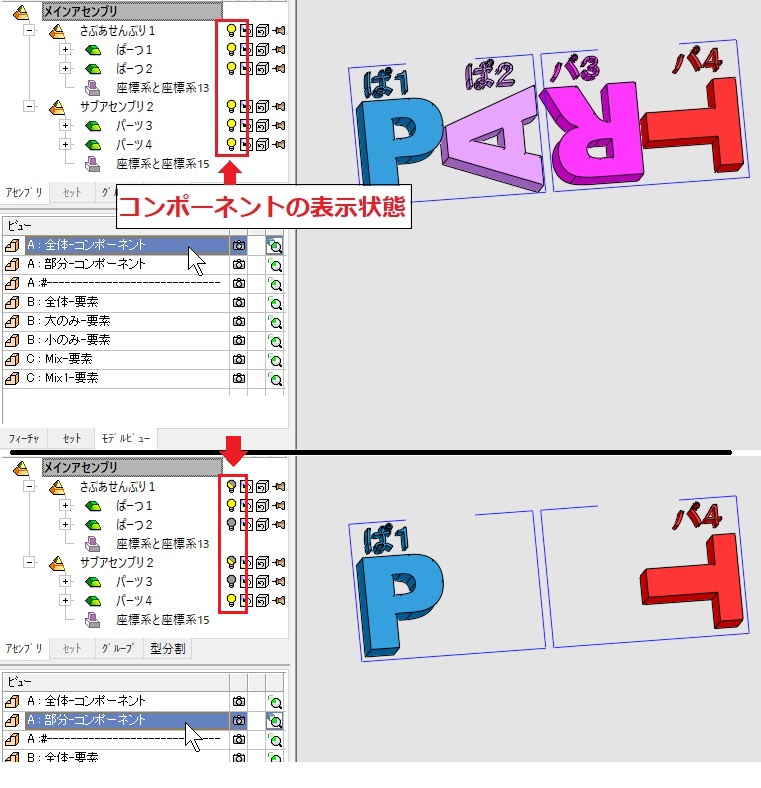 メインアセンブリ
さぶあせんぶり1
ぱーつ1
ぱーつ2
座標系と座標系13
サブアセンブリ2
パーツ3
パーツ4
座標系と座標系15
アセンブリ
セット
グル
コンポーネントの表示状態
ビュー
A:全体-コンポーネント
A:部分-コンポーネント
A:#-----------------------------
B:全体-要素
B:大のみ-要素
B:小のみ-要素
C:Mix-要素
C:Mix1-要素
フィーチャ
セット
モデルビュー
ぱ1
ぱ2
パ3
パ4
P
A
R
T
メインアセンブリ
さぶあせんぶり1
ぱーつ1
ぱーつ2
座標系と座標系13
サブアセンブリ2
パーツ3
パーツ4
座標系と座標系15
アセンブリ
セット
グループ
型分割
ビュー
A:全体-コンポーネント
A:部分-コンポーネント
A:#-----------------------------
B:全体-要素
ぱ1
パ4
P
T